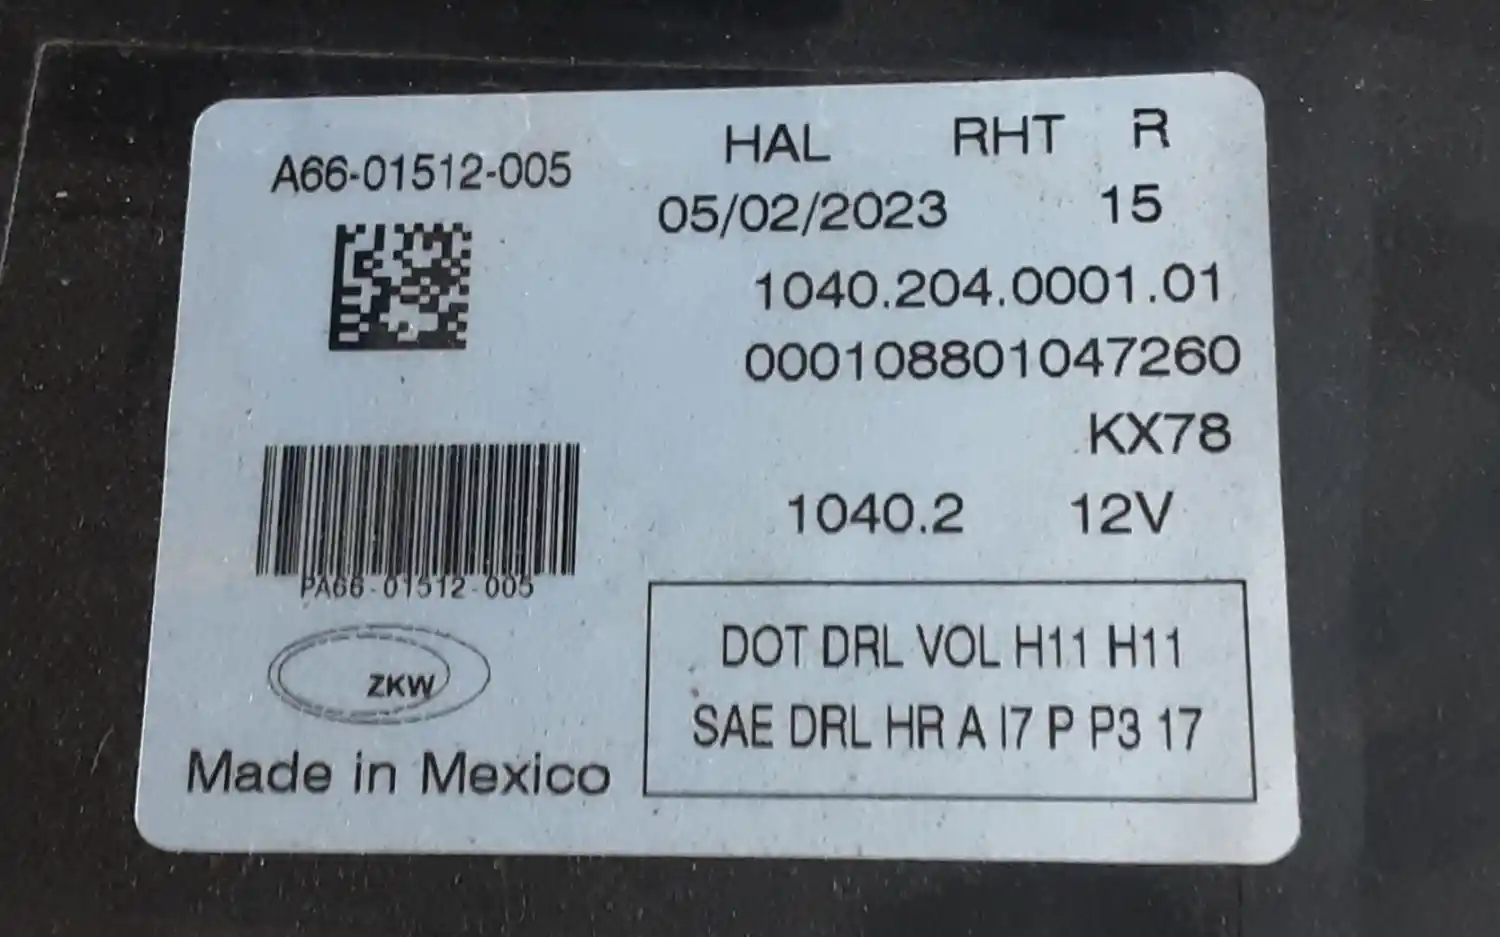 A66-01512-005
HAL RHT R
05/02/2023 15
1040.204.0001.01
000108801047260
KX78
1040.2 12V
PA66-01512-005
ZKW
Made in Mexico
DOT DRL VOL H11 H11
SAE DRL HR A I7 P P3 17